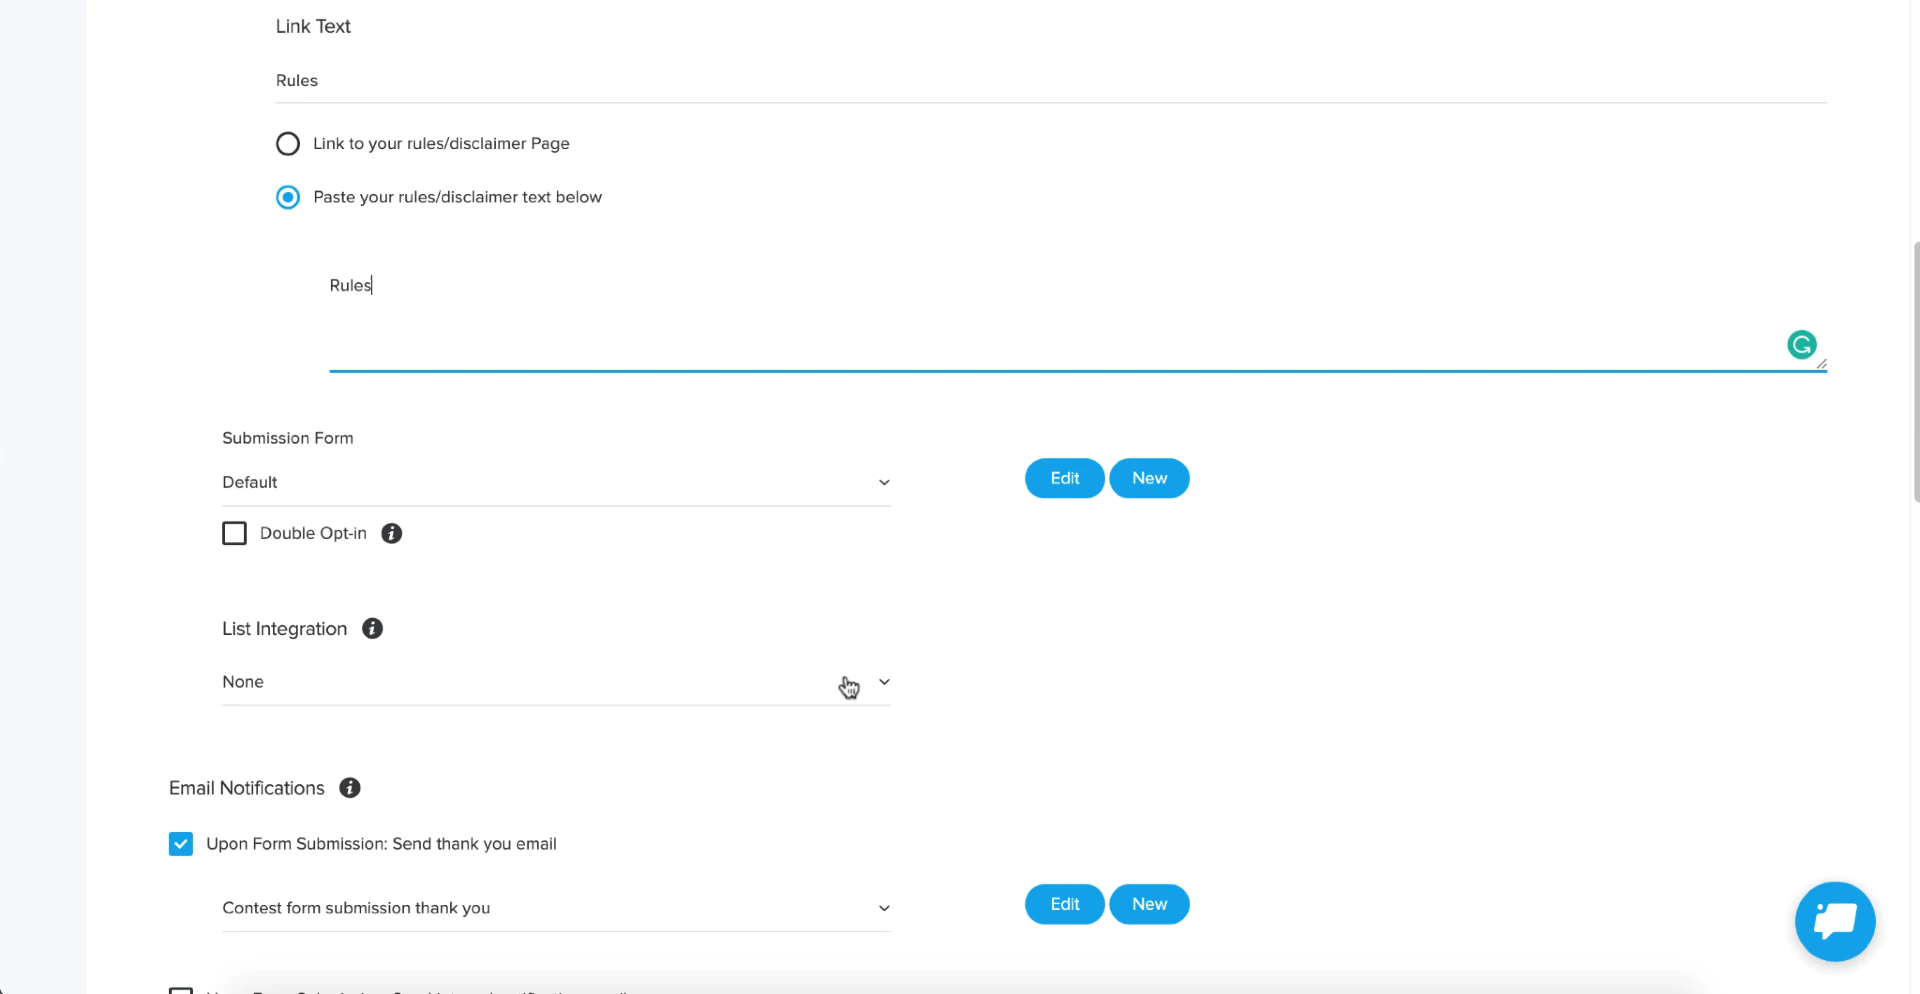 Link Text
Rules
Link to your rules/disclaimer Page
Paste your rules/disclaimer text below
Rules
Submission Form
Default
Edit
New
Double Opt-in
List Integration
None
Email Notifications
Upon Form Submission: Send thank you email
Contest form submission thank you
Edit
New